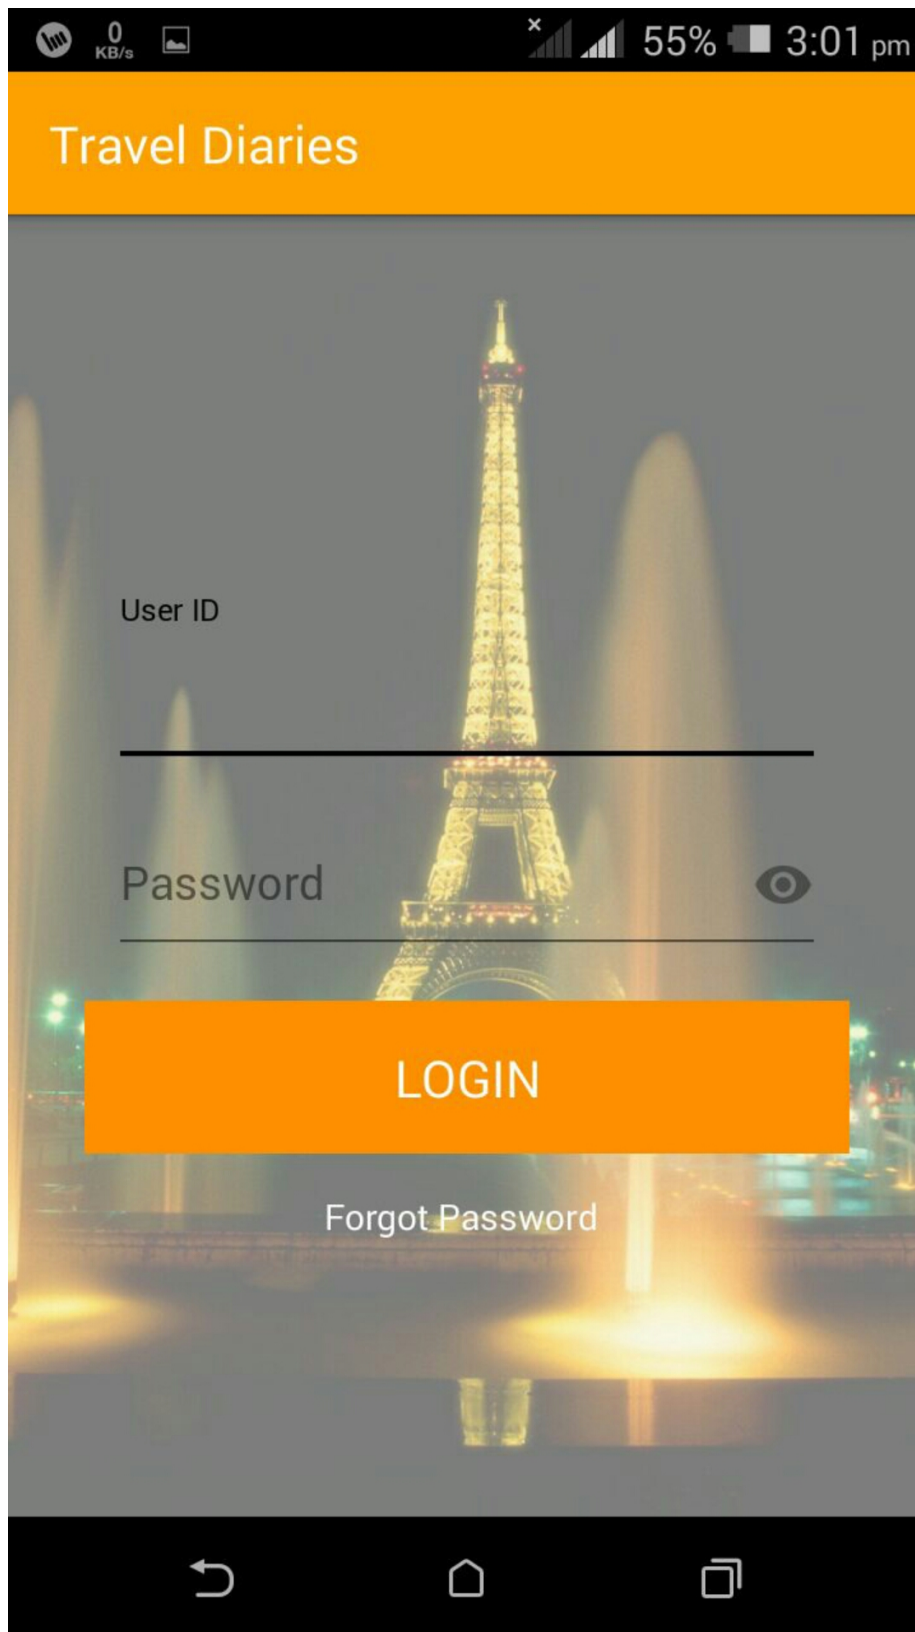 0
KB/s
55% 3:01 pm
Travel Diaries
User ID
Password
LOGIN
Forgot Password